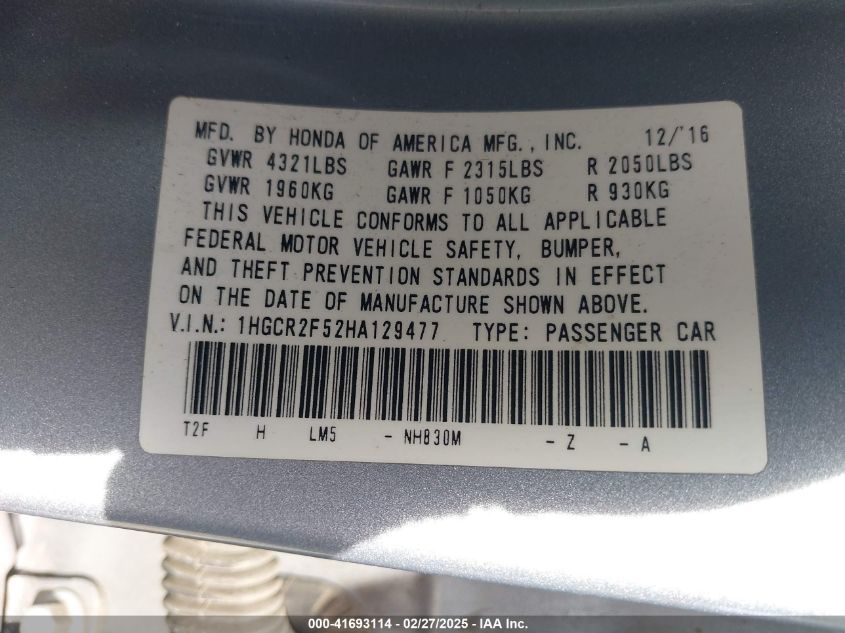 MFD. BY HONDA OF AMERICA MFG., INC. 12/'16
GVWR 4321LBS GAWR F 2315LBS R 2050LBS
GVWR 1960KG GAWR F 1050KG R 930KG
THIS VEHICLE CONFORMS TO ALL APPLICABLE
FEDERAL MOTOR VEHICLE SAFETY, BUMPER,
AND THEFT PREVENTION STANDARDS IN EFFECT
ON THE DATE OF MANUFACTURE SHOWN ABOVE.
V.I.N.: 1HGCR2F52HA129477 TYPE: PASSENGER CAR
T2F H LM5 - NH830M - Z - A
000-41693114 - 02/27/2025 - IAA Inc.